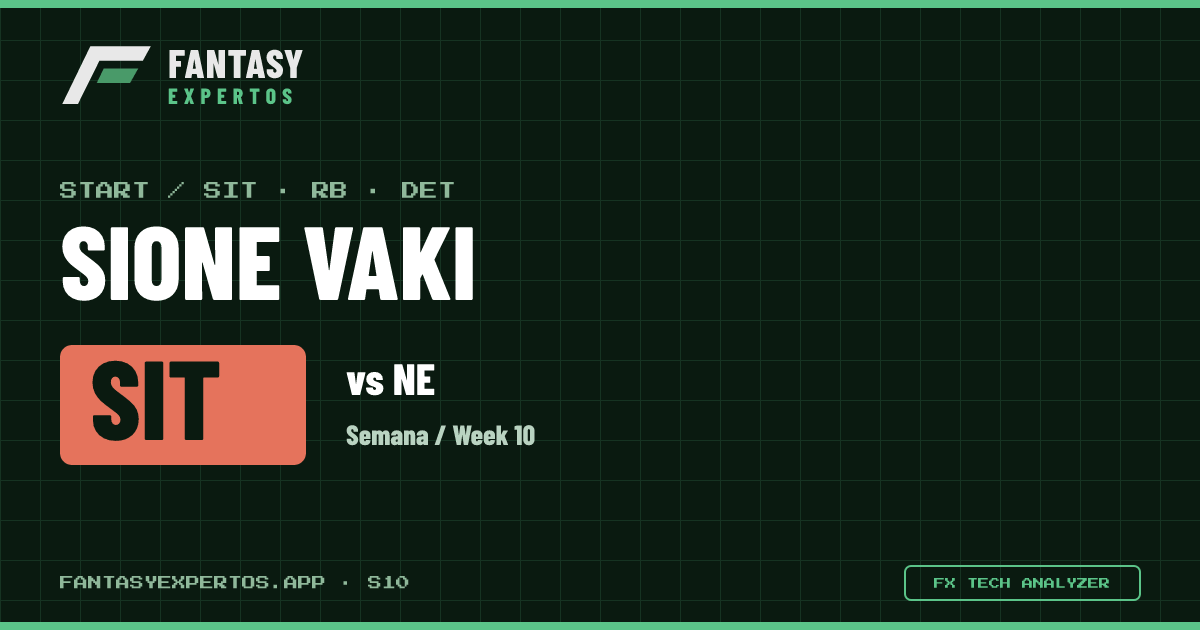 FANTASY
EXPERTOS
START / SIT · RB · DET
SIONE VAKI
SIT
vs NE
Semana / Week 10
FANTASYEXPERTOS.APP · S10
FX TECH ANALYZER